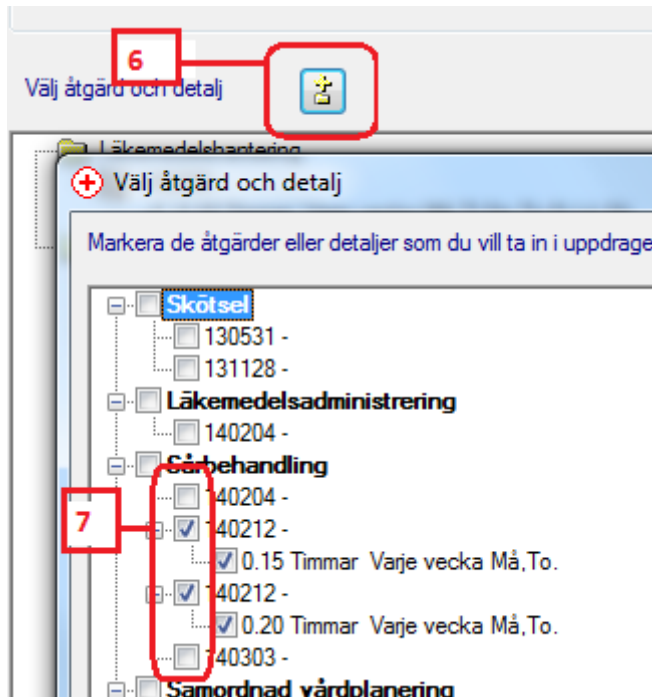 6
Välj åtgärd och detalj
Läkemedelshantering
Välj åtgärd och detalj
Markera de åtgärder eller detaljer som du vill ta in i uppdrage
Skötsel
130531 -
131128 -
Läkemedelsadministrering
140204 -
Sårbehandling
140204 -
7
140212 -
0.15 Timmar Varje vecka Må,To.
140212 -
0.20 Timmar Varje vecka Må,To.
140303 -
Samordnad vårdplanering